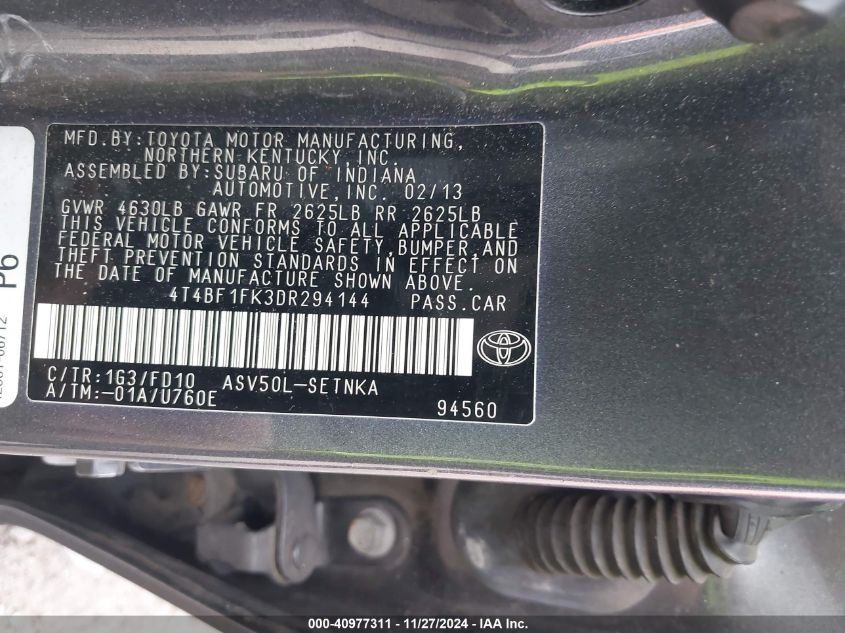 MFD.BY:TOYOTA MOTOR MANUFACTURING,
NORTHERN KENTUCKY,INC.
ASSEMBLED BY:SUBARU OF INDIANA
AUTOMOTIVE,INC. 02/13
GVWR 4630LB GAWR FR 2625LB RR 2625LB
THIS VEHICLE CONFORMS TO ALL APPLICABLE
FEDERAL MOTOR VEHICLE SAFETY,BUMPER,AND
THEFT PREVENTION STANDARDS IN EFFECT ON
THE DATE OF MANUFACTURE SHOWN ABOVE.
4T4BF1FK3DR294144 PASS.CAR
C/TR:1G3/FD10 ASV50L-SETNKA
A/TM:-01A/U760E
94560
P6
000-40977311 - 11/27/2024 - IAA Inc.